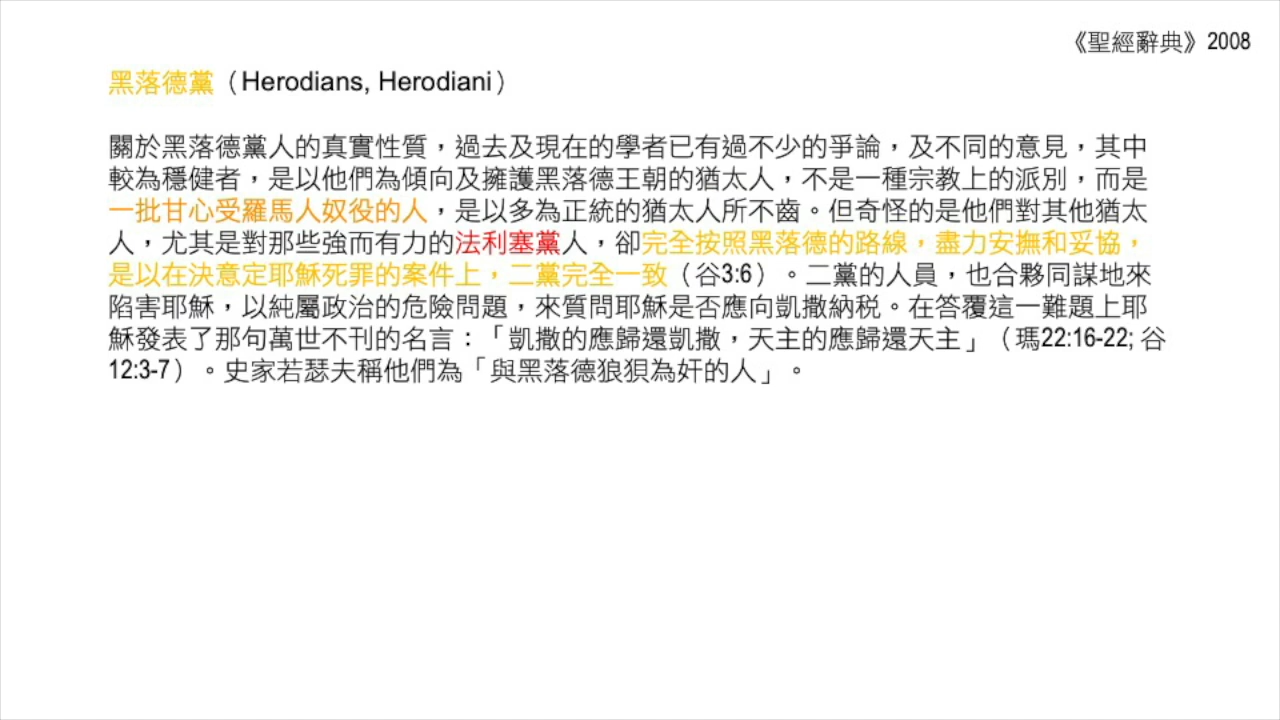 《聖經辭典》2008
黑落德黨（Herodians, Herodiani）
關於黑落德黨人的真實性質，過去及現在的學者已有過不少的爭論，及不同的意見，其中
較為穩健者，是以他們為傾向及擁護黑落德王朝的猶太人，不是一種宗教上的派別，而是
一批甘心受羅馬人奴役的人，是以多為正統的猶太人所不齒。但奇怪的是他們對其他猶太
人，尤其是對那些強而有力的法利塞黨人，卻完全按照黑落德的路線，盡力安撫和妥協，
是以在決意定耶穌死罪的案件上，二黨完全一致（谷3:6）。二黨的人員，也合夥同謀地來
陷害耶穌，以純屬政治的危險問題，來質問耶穌是否應向凱撒納稅。在答覆這一難題上耶
穌發表了那句萬世不刊的名言：「凱撒的應歸還凱撒，天主的應歸還天主」（瑪22:16-22; 谷
12:3-7）。史家若瑟夫稱他們為「與黑落德狼狽為奸的人」。